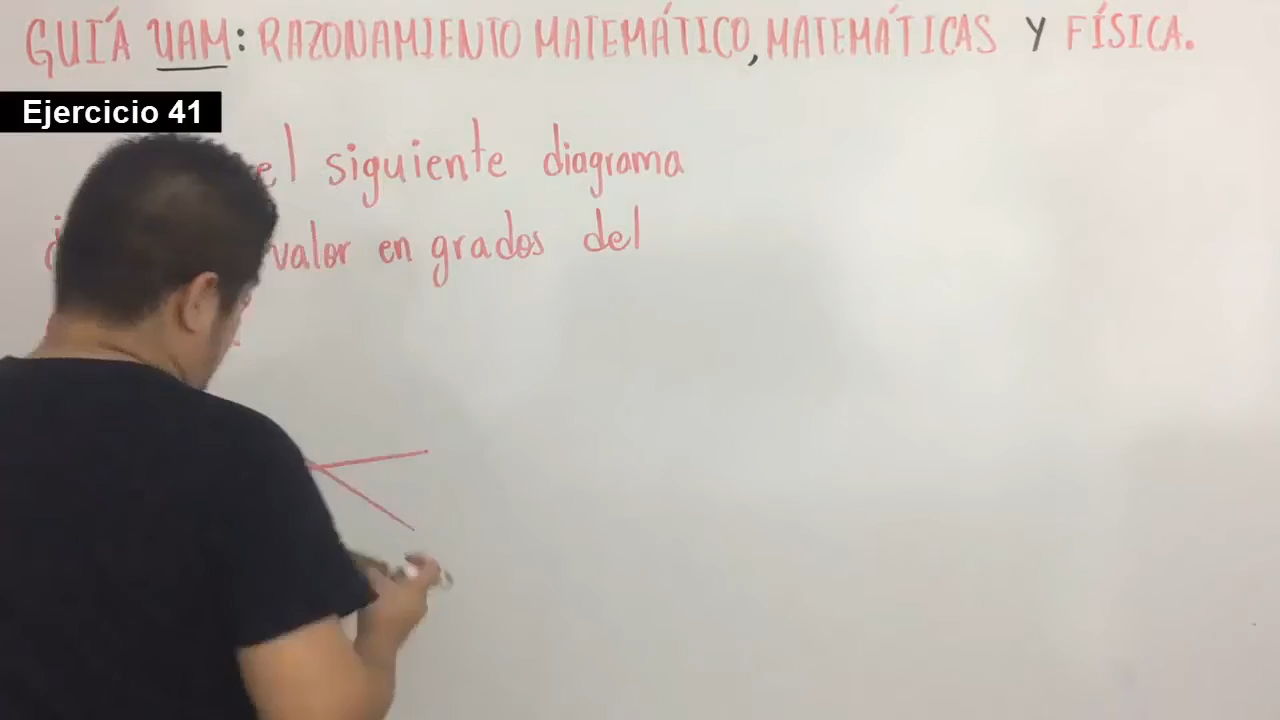 GUÍA UAM: RAZONAMIENTO MATEMÁTICO, MATEMÁTICAS Y FÍSICA.
Ejercicio 41
el siguiente diagrama
valor en grados del